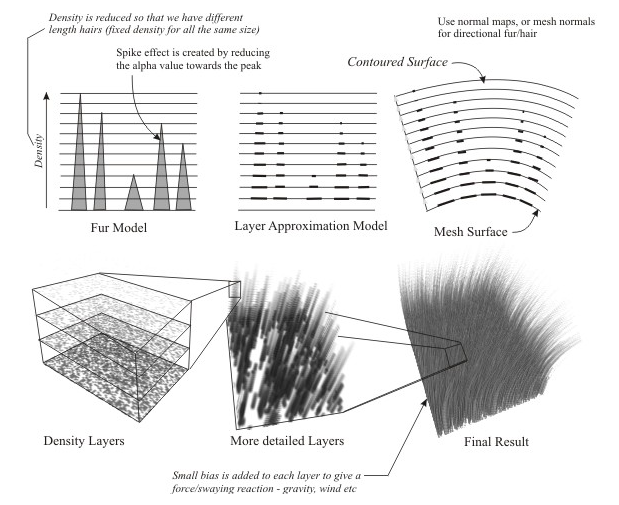 Density is reduced so that we have different
length hairs (fixed density for all the same size)
Use normal maps, or mesh normals
for directional fur/hair
Spike effect is created by reducing
the alpha value towards the peak
Contoured Surface
Density
Fur Model
Layer Approximation Model
Mesh Surface
Density Layers
More detailed Layers
Final Result
Small bias is added to each layer to give a
force/swaying reaction - gravity, wind etc